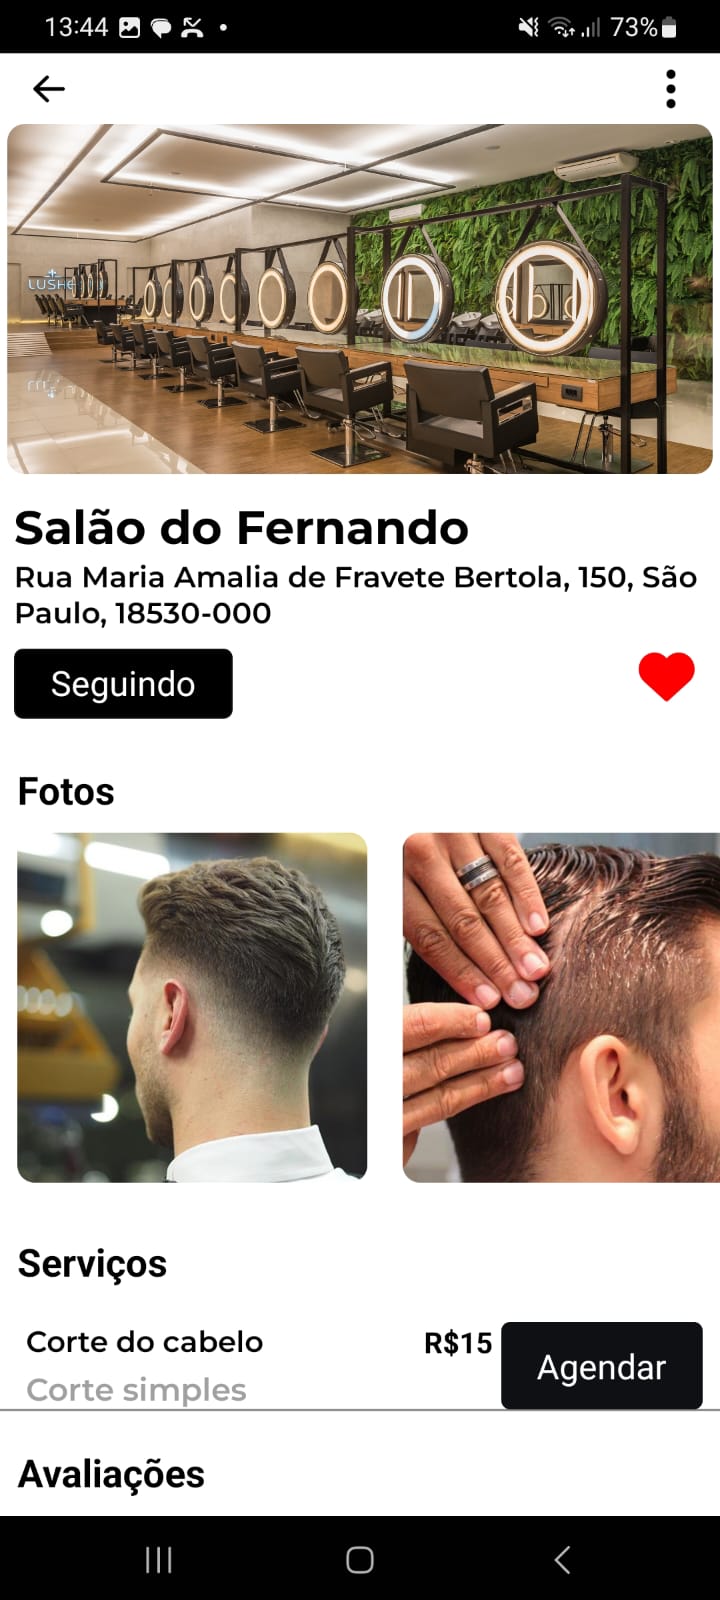 13:44
73%
LUSHE
Salão do Fernando
Rua Maria Amalia de Fravete Bertola, 150, São
Paulo, 18530-000
Seguindo
Fotos
Serviços
Corte do cabelo
R$15
Agendar
Corte simples
Avaliações